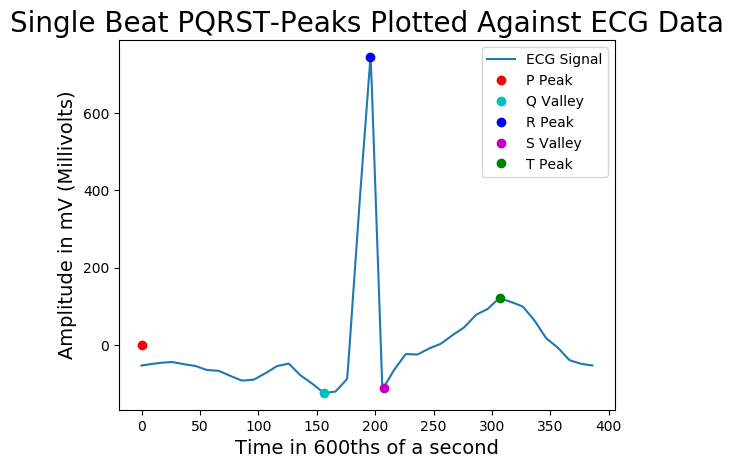 Single Beat PQRST-Peaks Plotted Against ECG Data
Amplitude in mV (Millivolts)
600
400
200
0
ECG Signal
P Peak
Q Valley
R Peak
S Valley
T Peak
0 50 100 150 200 250 300 350 400
Time in 600ths of a second